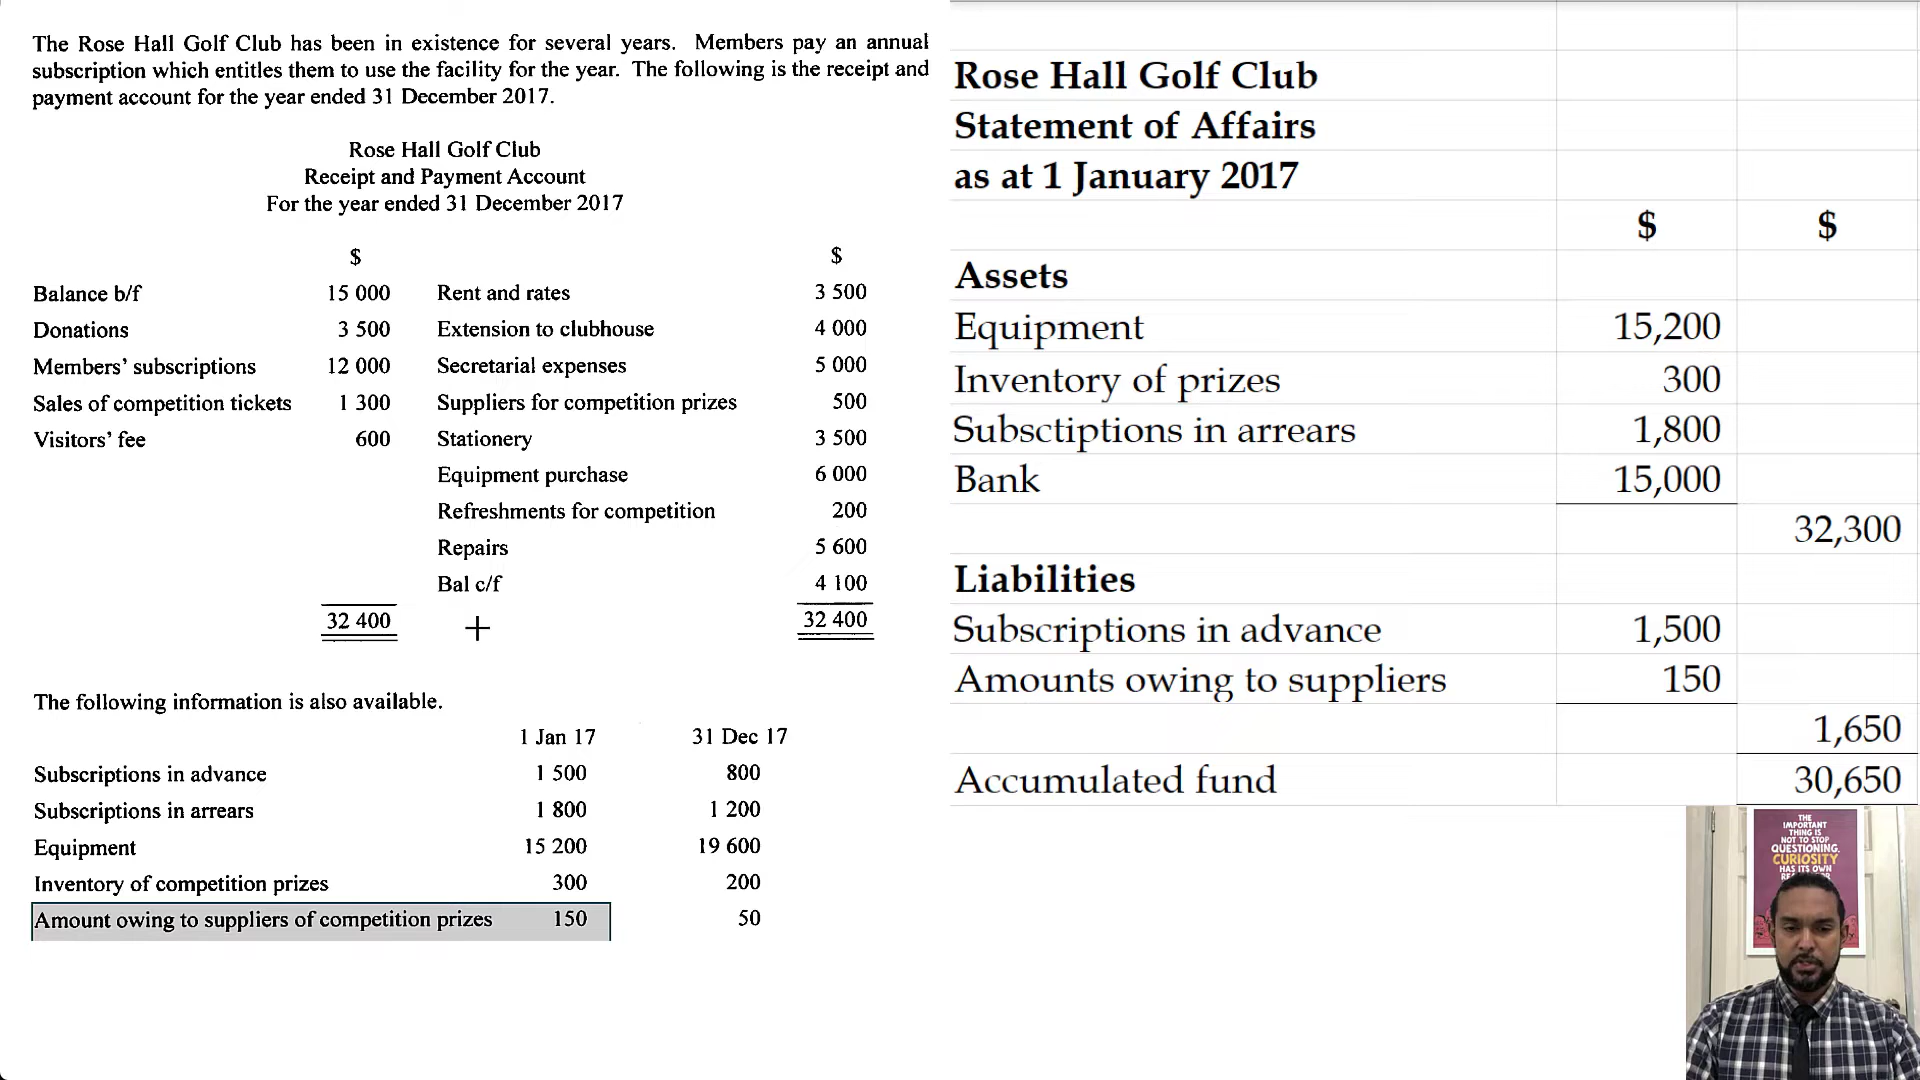 The Rose Hall Golf Club has been in existence for several years. Members pay an annual
subscription which entitles them to use the facility for the year. The following is the receipt and
payment account for the year ended 31 December 2017.
Rose Hall Golf Club
Receipt and Payment Account
For the year ended 31 December 2017
$ $
Balance b/f 15 000 Rent and rates 3 500
Donations 3 500 Extension to clubhouse 4 000
Members' subscriptions 12 000 Secretarial expenses 5 000
Sales of competition tickets 1 300 Suppliers for competition prizes 500
Visitors' fee 600 Stationery 3 500
Equipment purchase 6 000
Refreshments for competition 200
Repairs 5 600
Bal c/f 4 100
32 400 32 400
The following information is also available.
1 Jan 17 31 Dec 17
Subscriptions in advance 1 500 800
Subscriptions in arrears 1 800 1 200
Equipment 15 200 19 600
Inventory of competition prizes 300 200
Amount owing to suppliers of competition prizes 150 50
Rose Hall Golf Club
Statement of Affairs
as at 1 January 2017
$ $
Assets
Equipment 15,200
Inventory of prizes 300
Subsctiptions in arrears 1,800
Bank 15,000
32,300
Liabilities
Subscriptions in advance 1,500
Amounts owing to suppliers 150
1,650
Accumulated fund 30,650
THE
IMPORTANT
THING IS
NOT TO STOP
QUESTIONING.
CURIOSITY
HAS ITS OWN